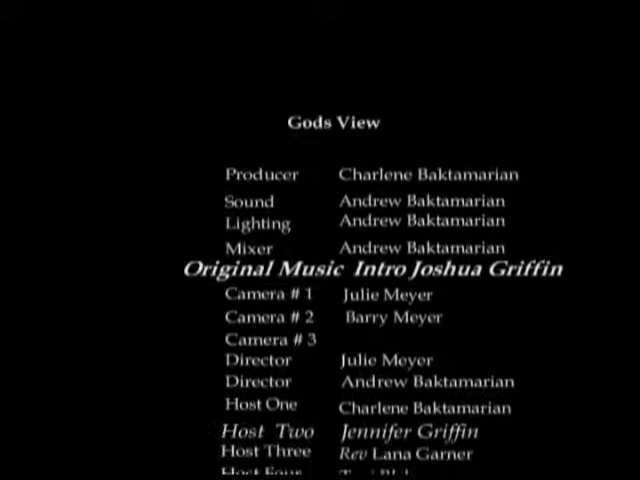 Gods View
Producer Charlene Baktamarian
Sound Andrew Baktamarian
Lighting Andrew Baktamarian
Mixer Andrew Baktamarian
Original Music Intro Joshua Griffin
Camera # 1 Julie Meyer
Camera # 2 Barry Meyer
Camera # 3
Director Julie Meyer
Director Andrew Baktamarian
Host One Charlene Baktamarian
Host Two Jennifer Griffin
Host Three Rev Lana Garner
Host Four